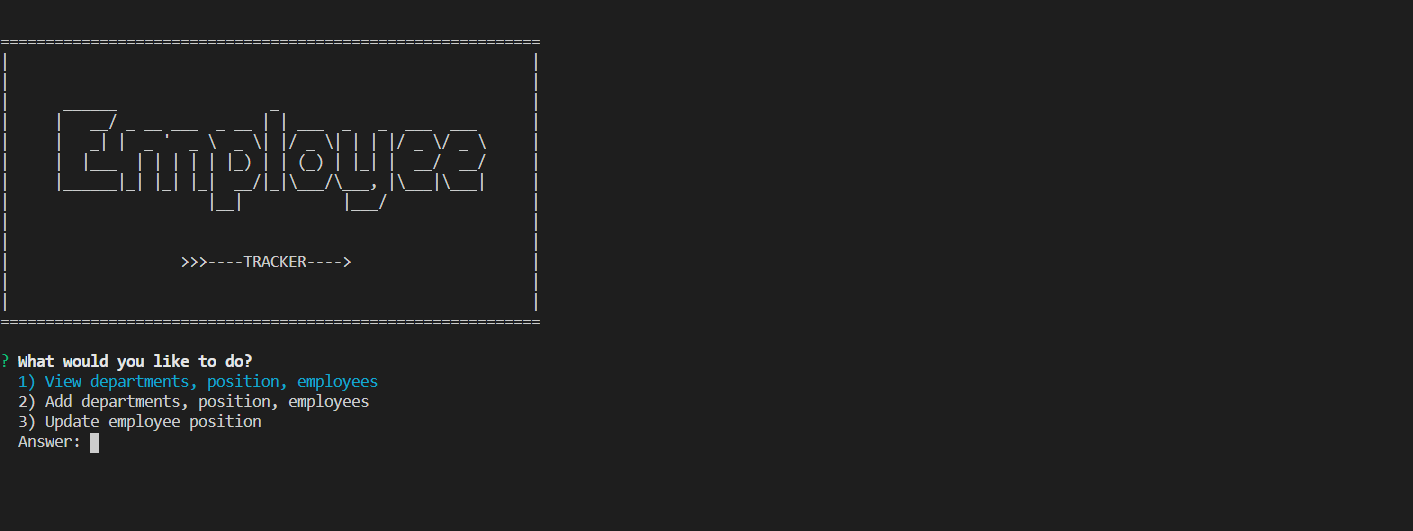 Employee
>>>----TRACKER---->
? What would you like to do?
1) View departments, position, employees
2) Add departments, position, employees
3) Update employee position
Answer: